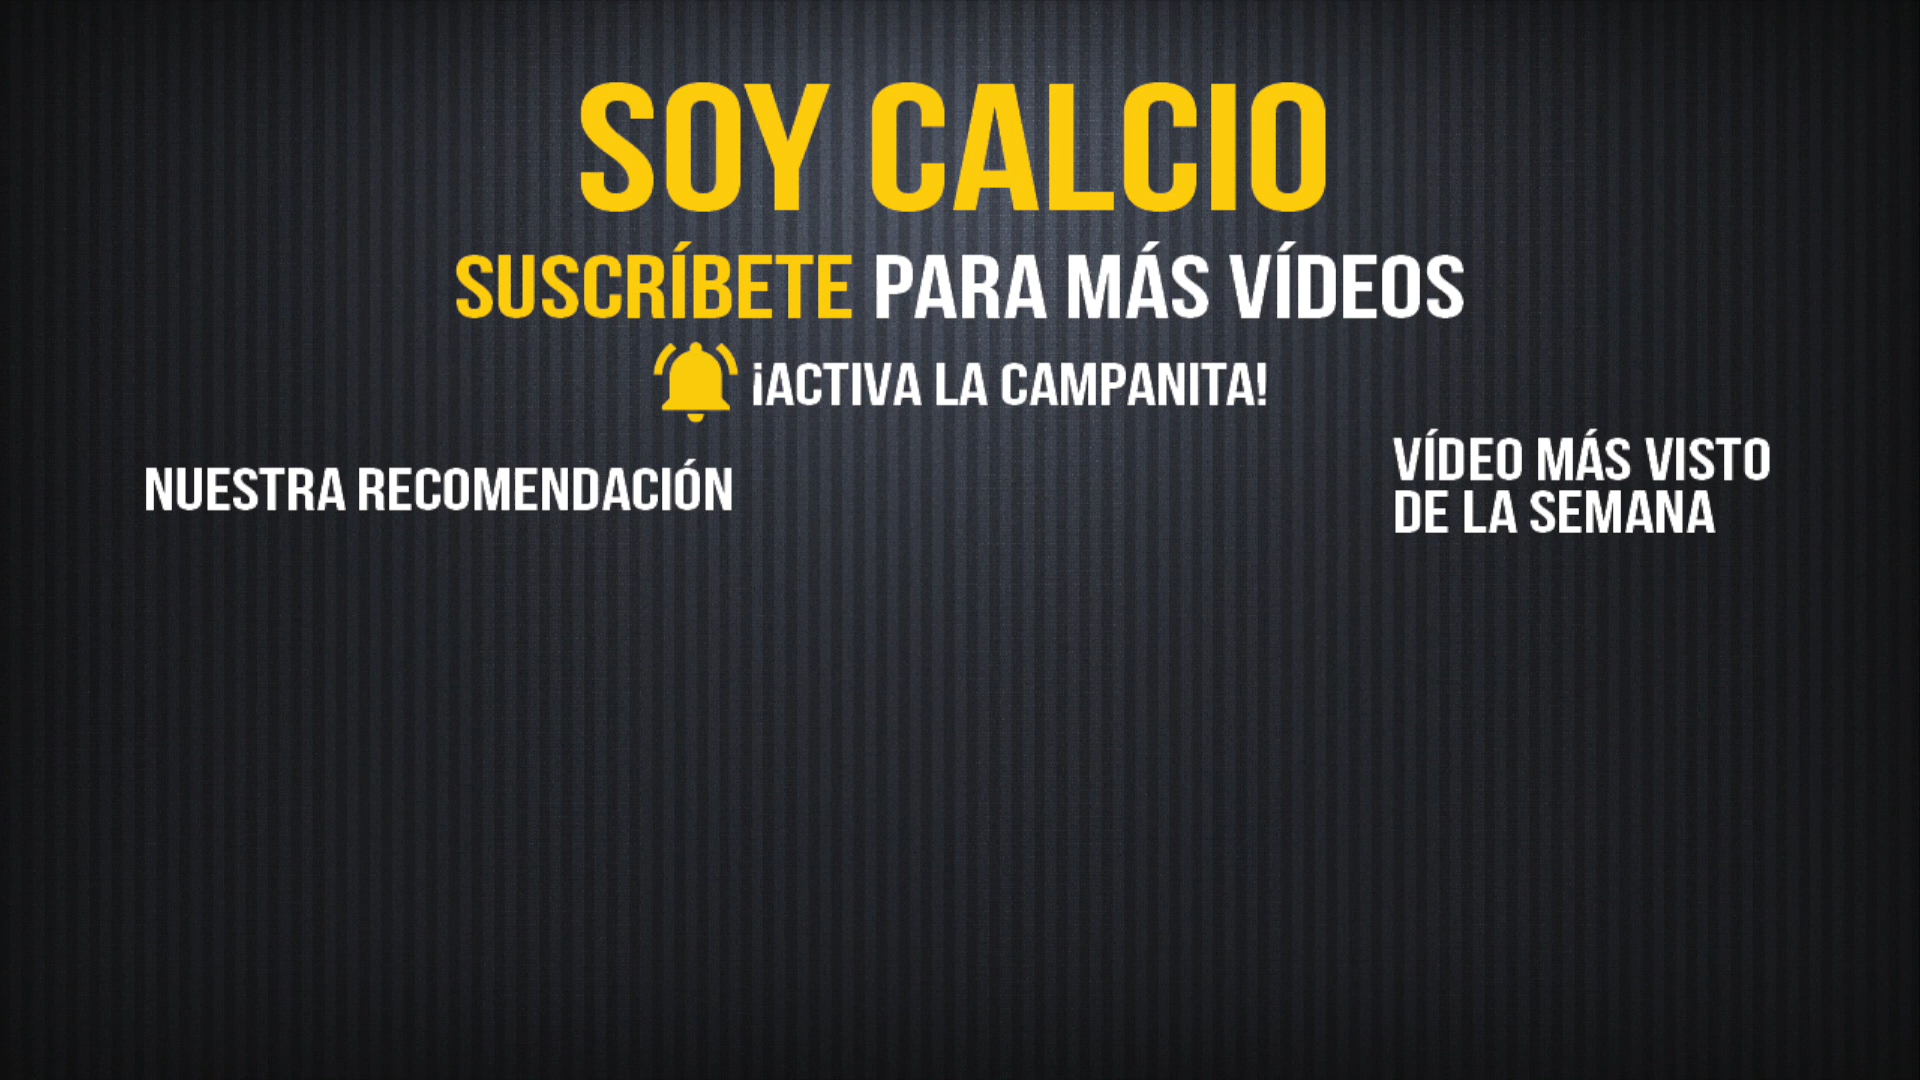 SOY CALCIO
SUSCRÍBETE PARA MÁS VÍDEOS
¡ACTIVA LA CAMPANITA!
NUESTRA RECOMENDACIÓN
VÍDEO MÁS VISTO
DE LA SEMANA